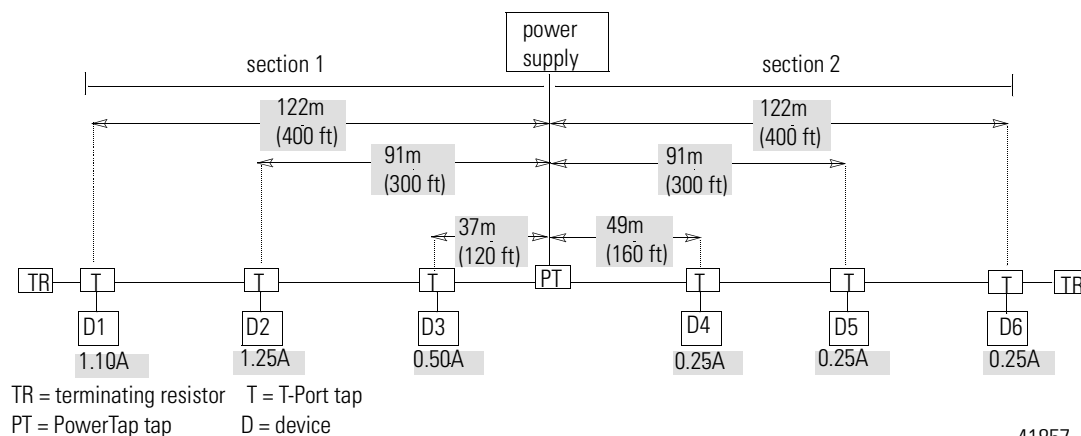 power
supply
section 1
section 2
122m
(400 ft)
122m
(400 ft)
91m
(300 ft)
91m
(300 ft)
37m
(120 ft)
49m
(160 ft)
TR
T
T
T
PT
T
T
T
TR
D1
D2
D3
D4
D5
D6
1.10A
1.25A
0.50A
0.25A
0.25A
0.25A
TR = terminating resistor T = T-Port tap
PT = PowerTap tap D = device
41857